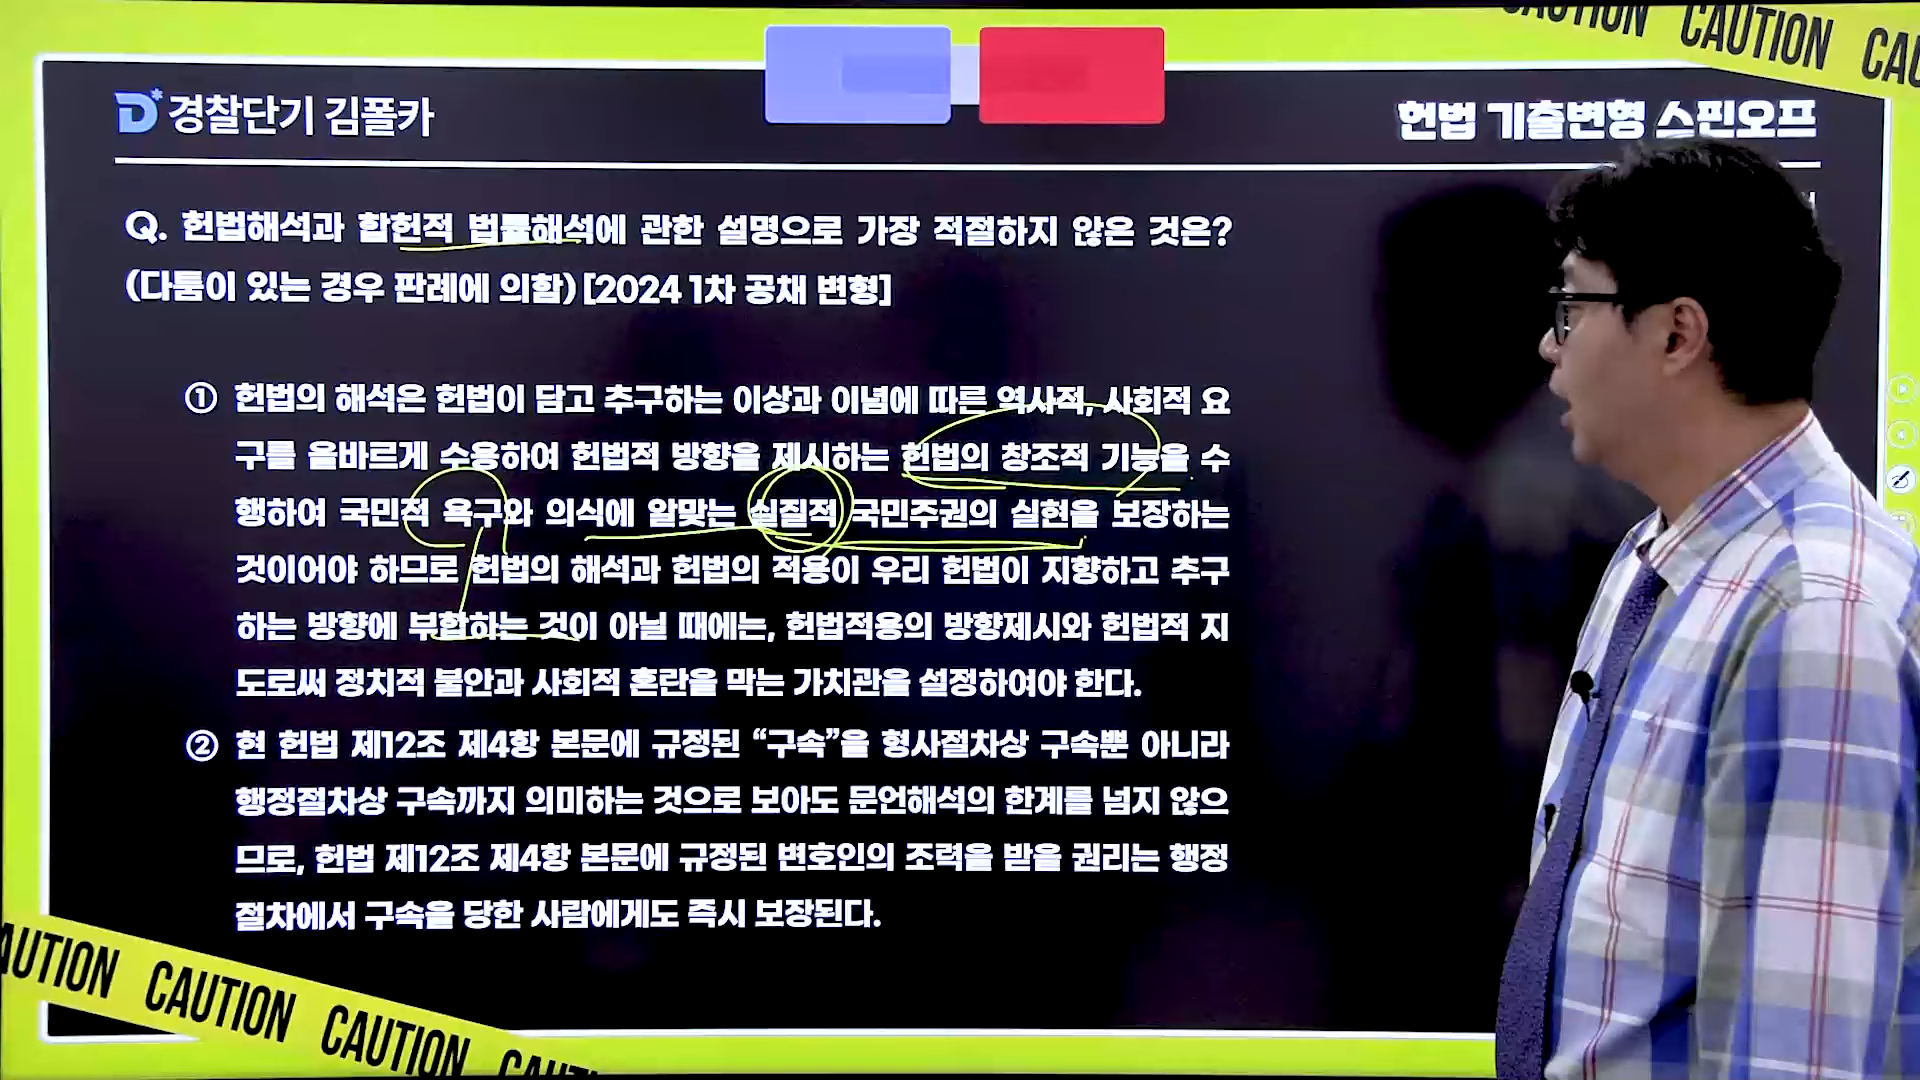 CAUTION CAUTION
경찰단기 김폴카
헌법 기출변형 스핀오프
Q. 헌법해석과 합헌적 법률해석에 관한 설명으로 가장 적절하지 않은 것은?
(다툼이 있는 경우 판례에 의함) [2024 1차 공채 변형]
① 헌법의 해석은 헌법이 담고 추구하는 이상과 이념에 따른 역사적, 사회적 요
구를 올바르게 수용하여 헌법적 방향을 제시하는 헌법의 창조적 기능을 수
행하여 국민적 욕구와 의식에 알맞는 실질적 국민주권의 실현을 보장하는
것이어야 하므로 헌법의 해석과 헌법의 적용이 우리 헌법이 지향하고 추구
하는 방향에 부합하는 것이 아닐 때에는, 헌법적용의 방향제시와 헌법적 지
도로써 정치적 불안과 사회적 혼란을 막는 가치관을 설정하여야 한다.
② 현 헌법 제12조 제4항 본문에 규정된 “구속”을 형사절차상 구속뿐 아니라
행정절차상 구속까지 의미하는 것으로 보아도 문언해석의 한계를 넘지 않으
므로, 헌법 제12조 제4항 본문에 규정된 변호인의 조력을 받을 권리는 행정
절차에서 구속을 당한 사람에게도 즉시 보장된다.
AUTION CAUTION CAUTION